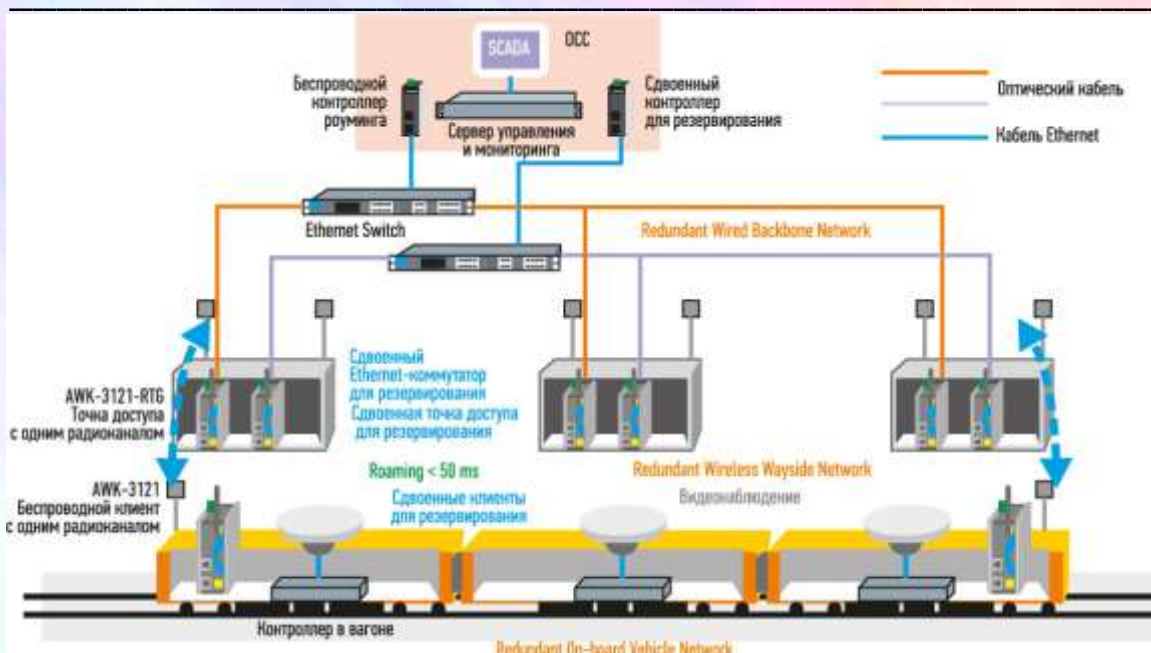 SCADA
OCC
Беспроводной
контроллер
роуминга
Сервер управления
и мониторинга
Сдвоенный
контроллер
для резервирования
Оптический кабель
Кабель Ethernet
Ethernet Switch
Redundant Wired Backbone Network
AWK-3121-RTG
Точка доступа
с одним радиоканалом
Сдвоенный
Ethernet-коммутатор
для резервирования
Сдвоенная точка доступа
для резервирования
Roaming < 50 ms
Redundant Wireless Wayside Network
AWK-3121
Беспроводной клиент
с одним радиоканалом
Сдвоенные клиенты
для резервирования
Видеонаблюдение
Контроллер в вагоне
Redundant On-board Vehicle Network